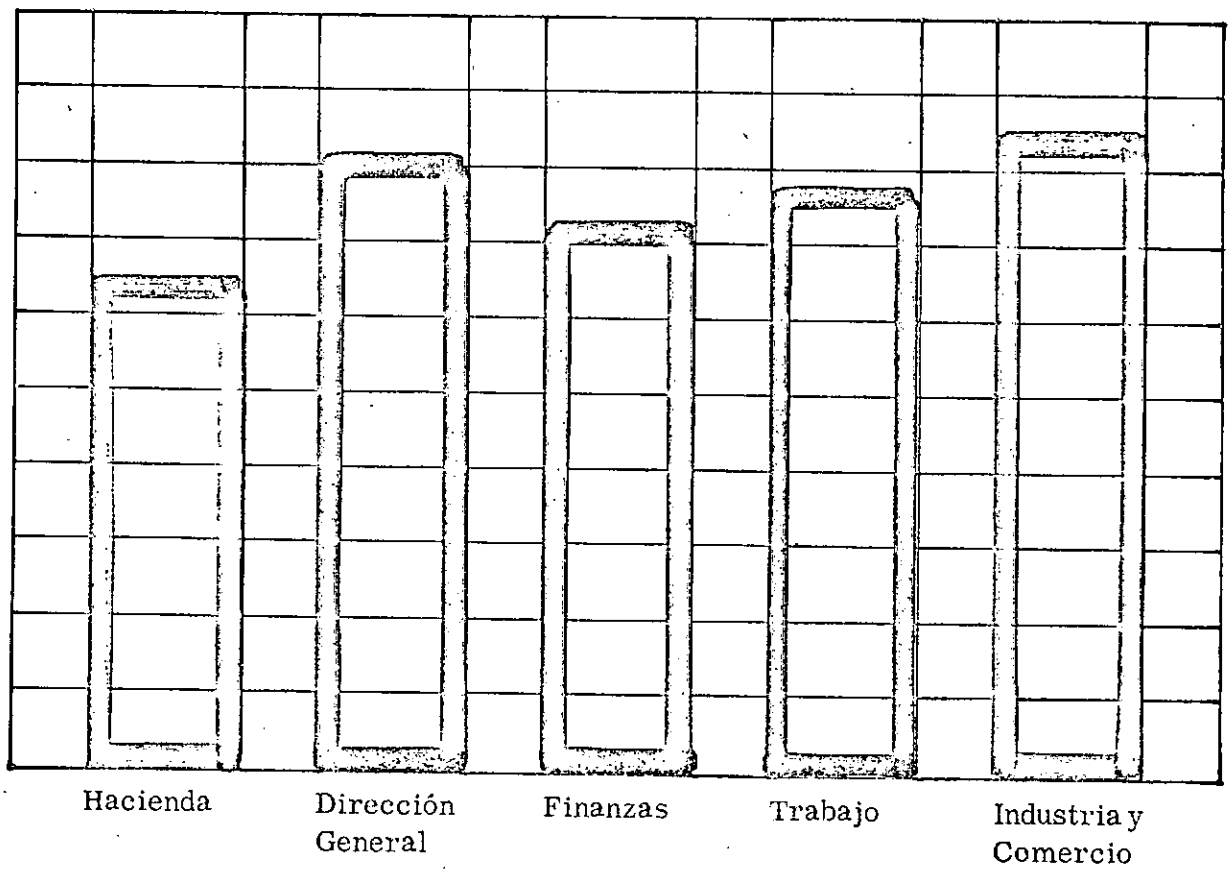 Hacienda
Dirección
General
Finanzas
Trabajo
Industria y
Comercio